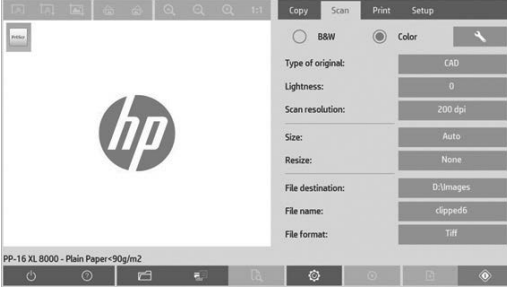 1:1
Copy Scan Print Setup
B&W Color
Type of original: CAD
Lightness: 0
Scan resolution: 200 dpi
Size: Auto
Resize: None
File destination: D:\Images
File name: clipped6
File format: Tiff
hp
PP-16 XL 8000 - Plain Paper<90g/m2